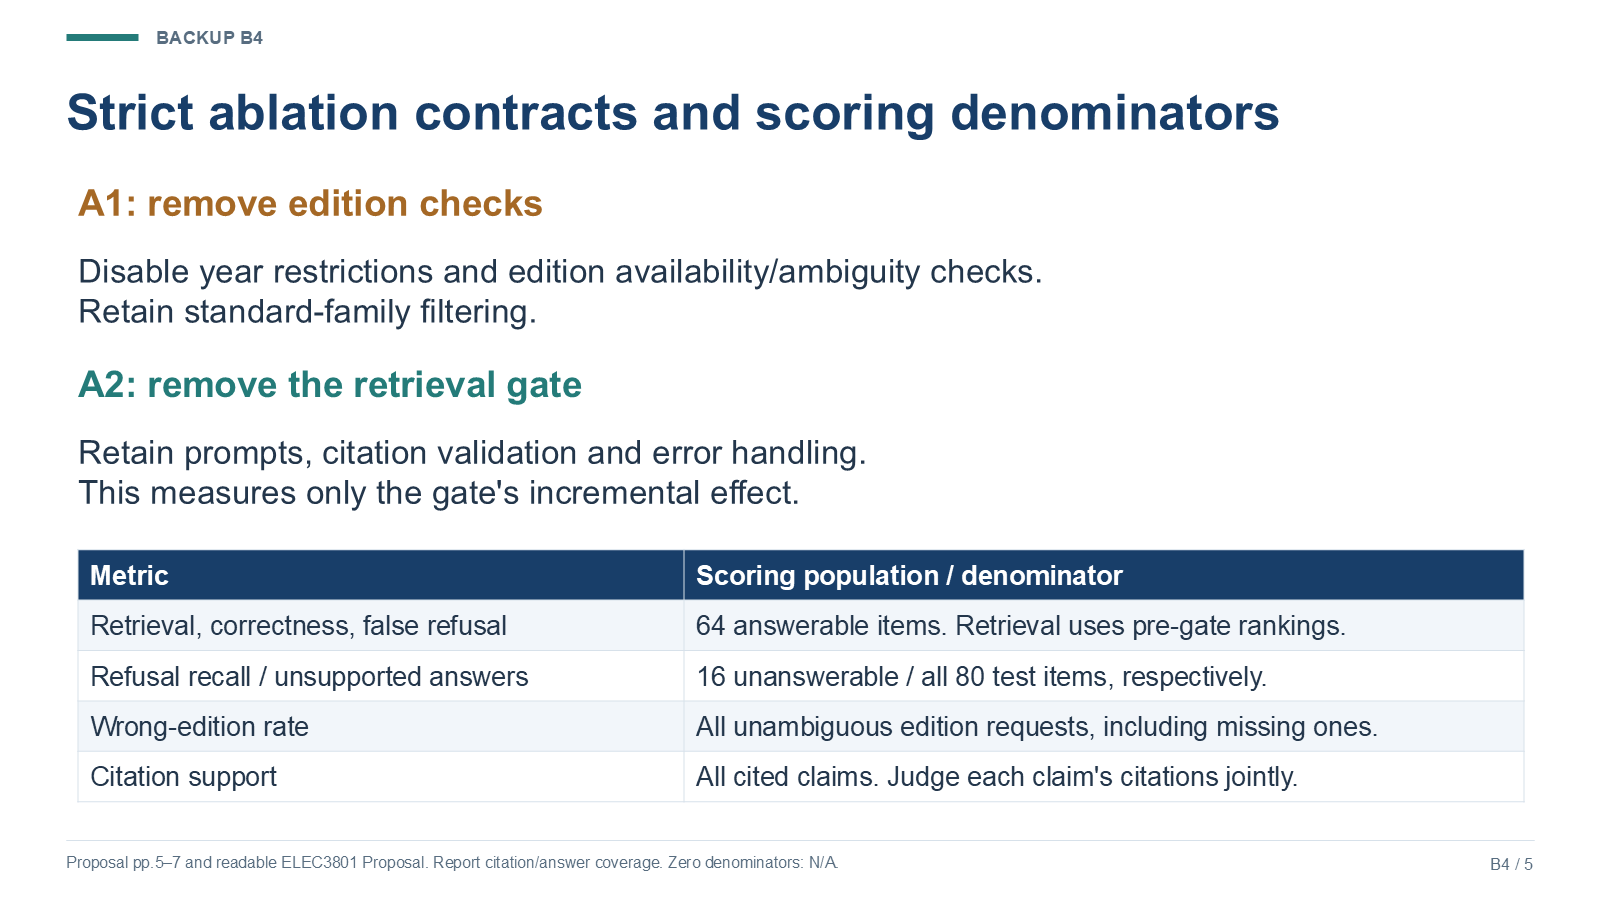 BACKUP B4
Strict ablation contracts and scoring denominators
A1: remove edition checks
Disable year restrictions and edition availability/ambiguity checks.
Retain standard-family filtering.
A2: remove the retrieval gate
Retain prompts, citation validation and error handling.
This measures only the gate's incremental effect.
Metric Scoring population / denominator
Retrieval, correctness, false refusal 64 answerable items. Retrieval uses pre-gate rankings.
Refusal recall / unsupported answers 16 unanswerable / all 80 test items, respectively.
Wrong-edition rate All unambiguous edition requests, including missing ones.
Citation support All cited claims. Judge each claim's citations jointly.
Proposal pp.5–7 and readable ELEC3801 Proposal. Report citation/answer coverage. Zero denominators: N/A. B4 / 5